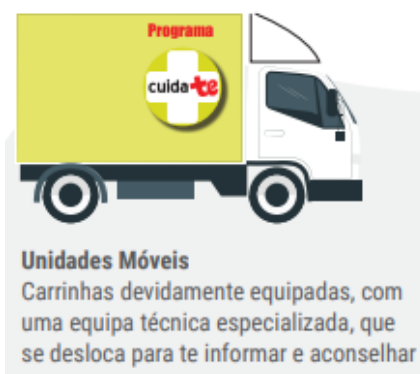 Programa
cuida-te
Unidades Móveis
Carrinhas devidamente equipadas, com
uma equipa técnica especializada, que
se desloca para te informar e aconselhar